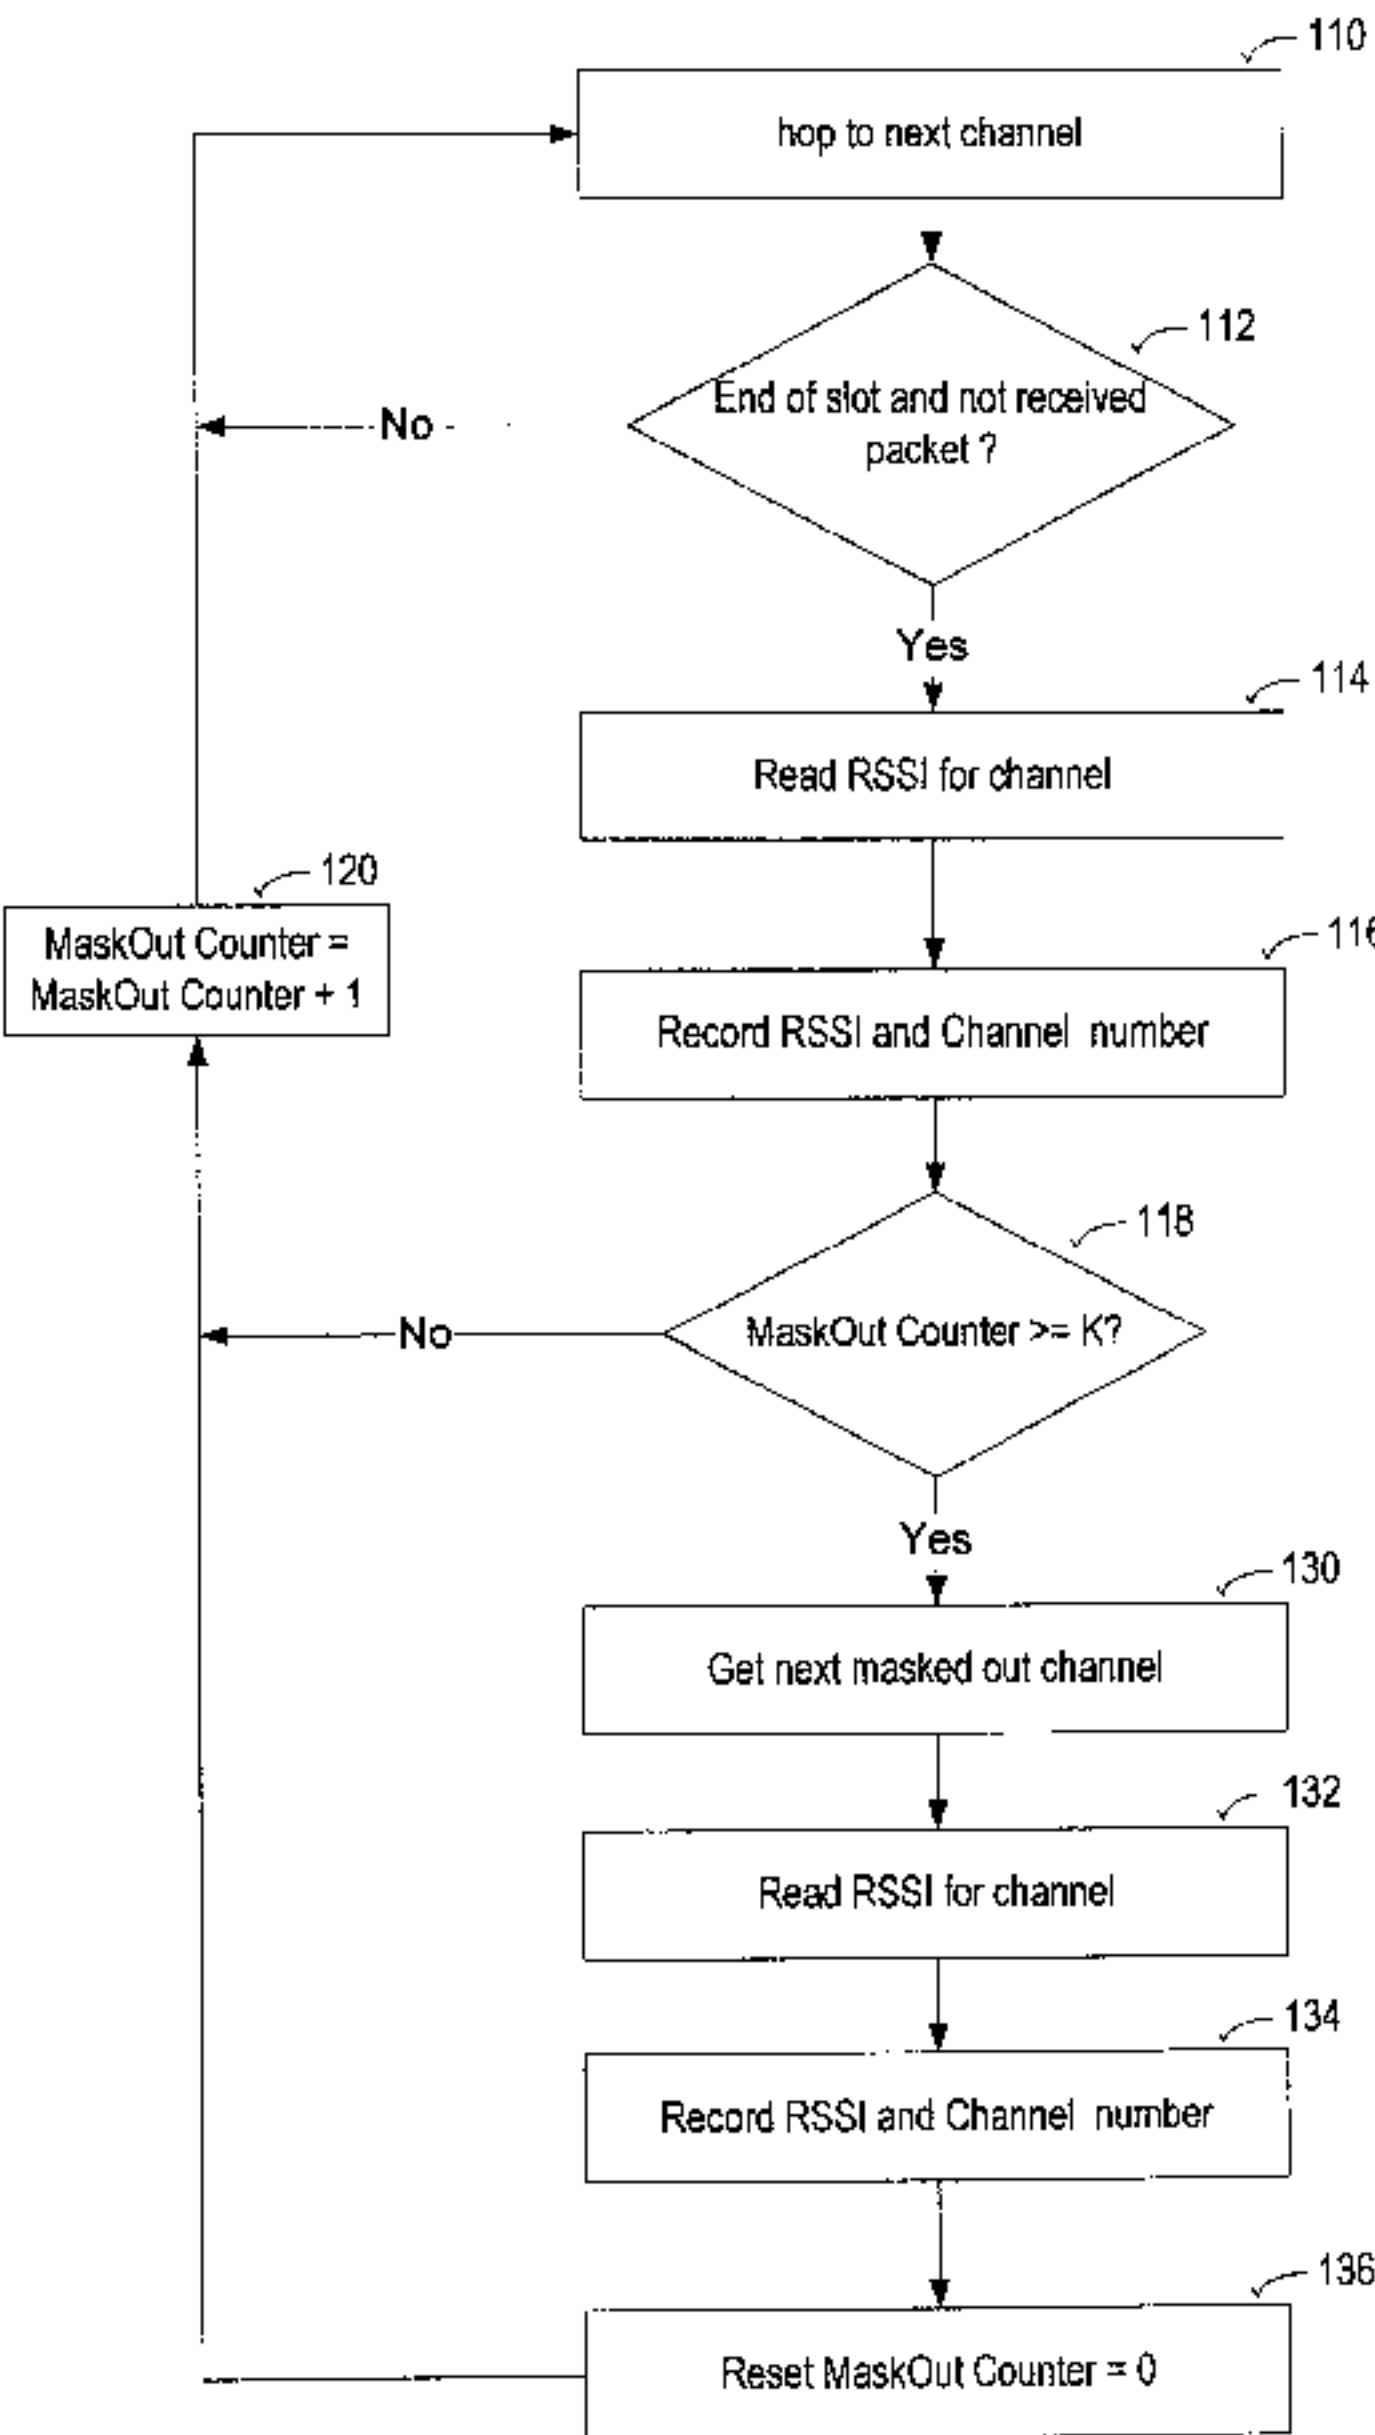 110
hop to next channel
112
End of slot and not received
packet ?
No
Yes
114
Read RSSI for channel
120
MaskOut Counter =
MaskOut Counter + 1
116
Record RSSI and Channel number
118
MaskOut Counter >= K?
No
Yes
130
Get next masked out channel
132
Read RSSI for channel
134
Record RSSI and Channel number
136
Reset MaskOut Counter = 0